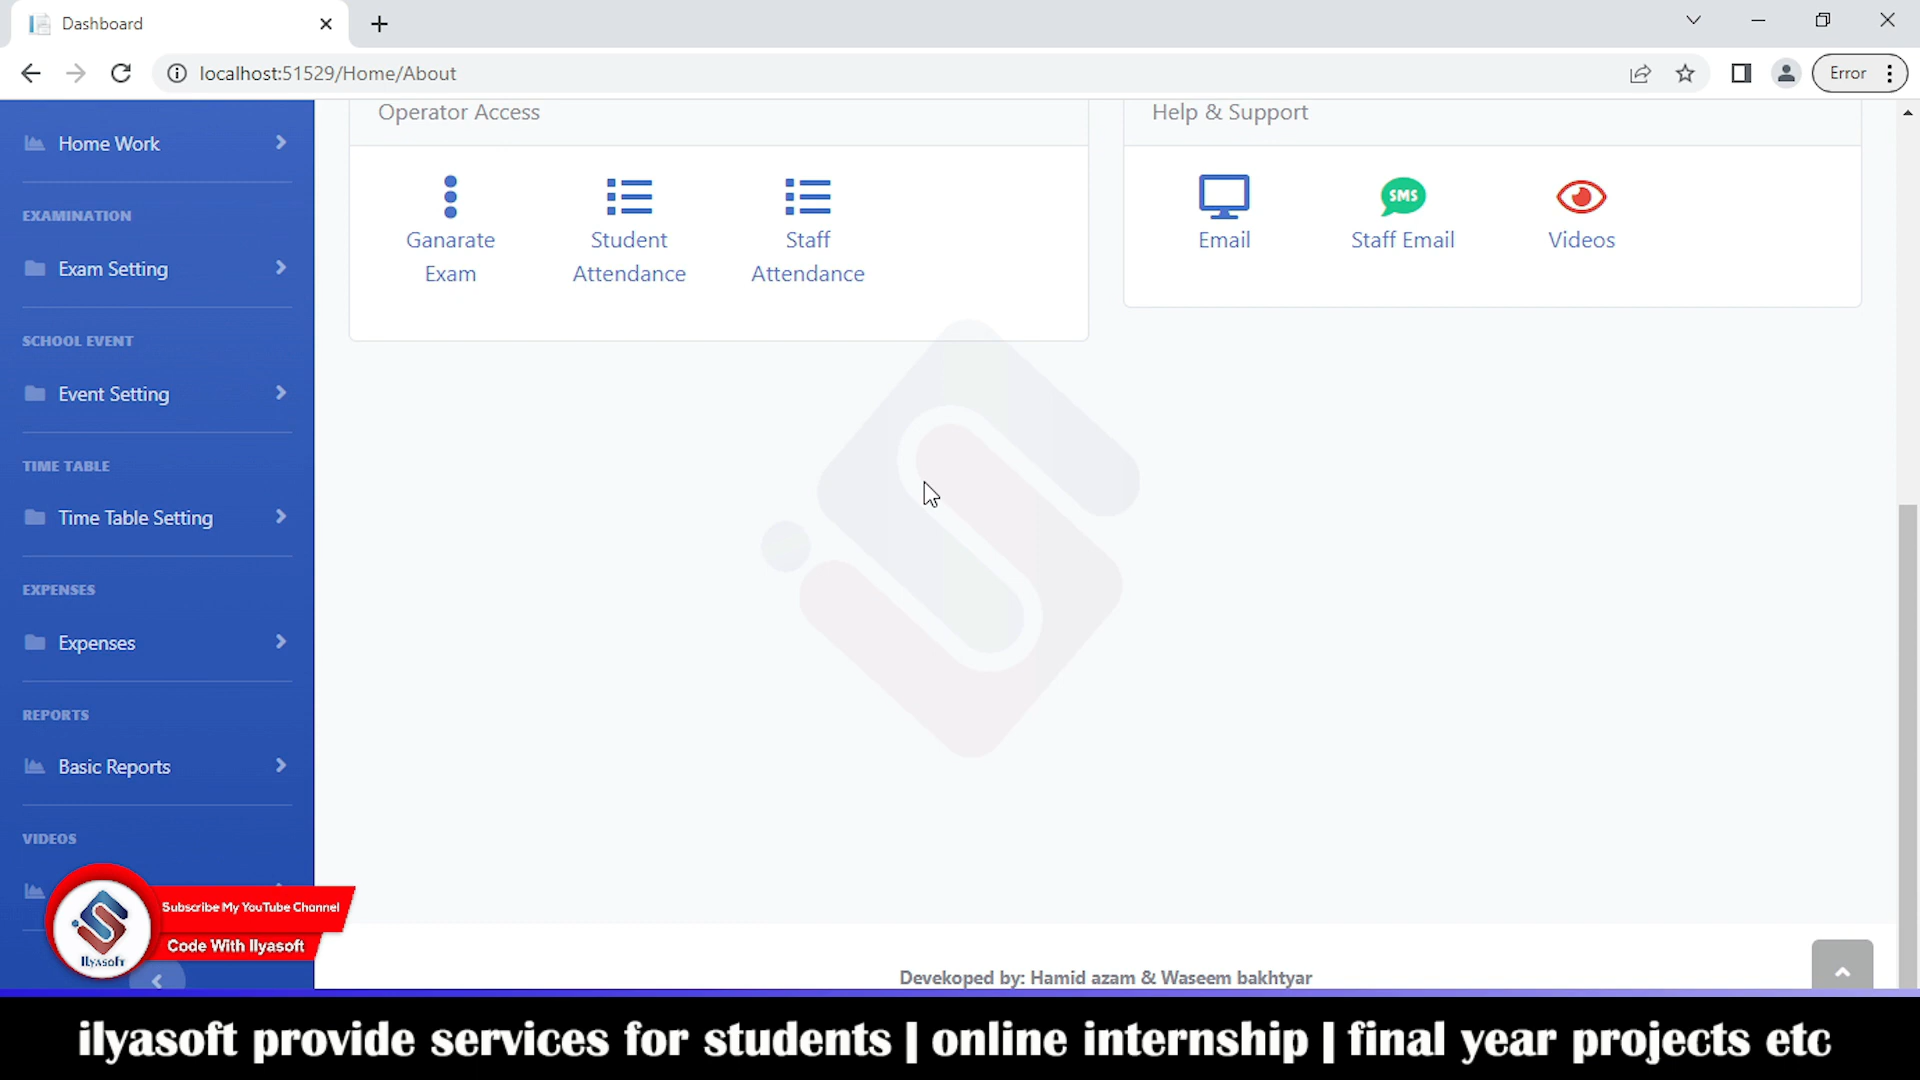 Dashboard
localhost:51529/Home/About
Error
Home Work
EXAMINATION
Exam Setting
SCHOOL EVENT
Event Setting
TIME TABLE
Time Table Setting
EXPENSES
Expenses
REPORTS
Basic Reports
VIDEOS
Operator Access
Ganarate
Exam
Student
Attendance
Staff
Attendance
Help & Support
Email
SMS
Staff Email
Videos
Subscribe My YouTube Channel
Code With Ilyasoft
Ilyasoft
Devekoped by: Hamid azam & Waseem bakhtyar
ilyasoft provide services for students | online internship | final year projects etc